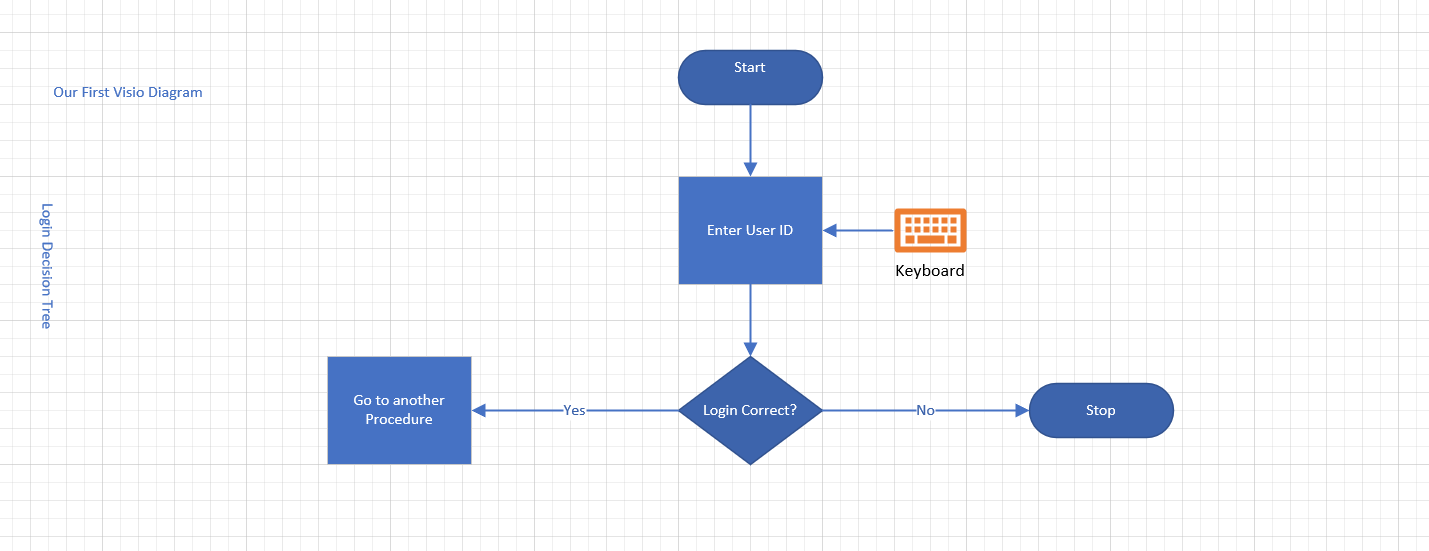 Start
Our First Visio Diagram
Enter User ID
Keyboard
Login Decision Tree
Go to another
Procedure
Yes
Login Correct?
No
Stop